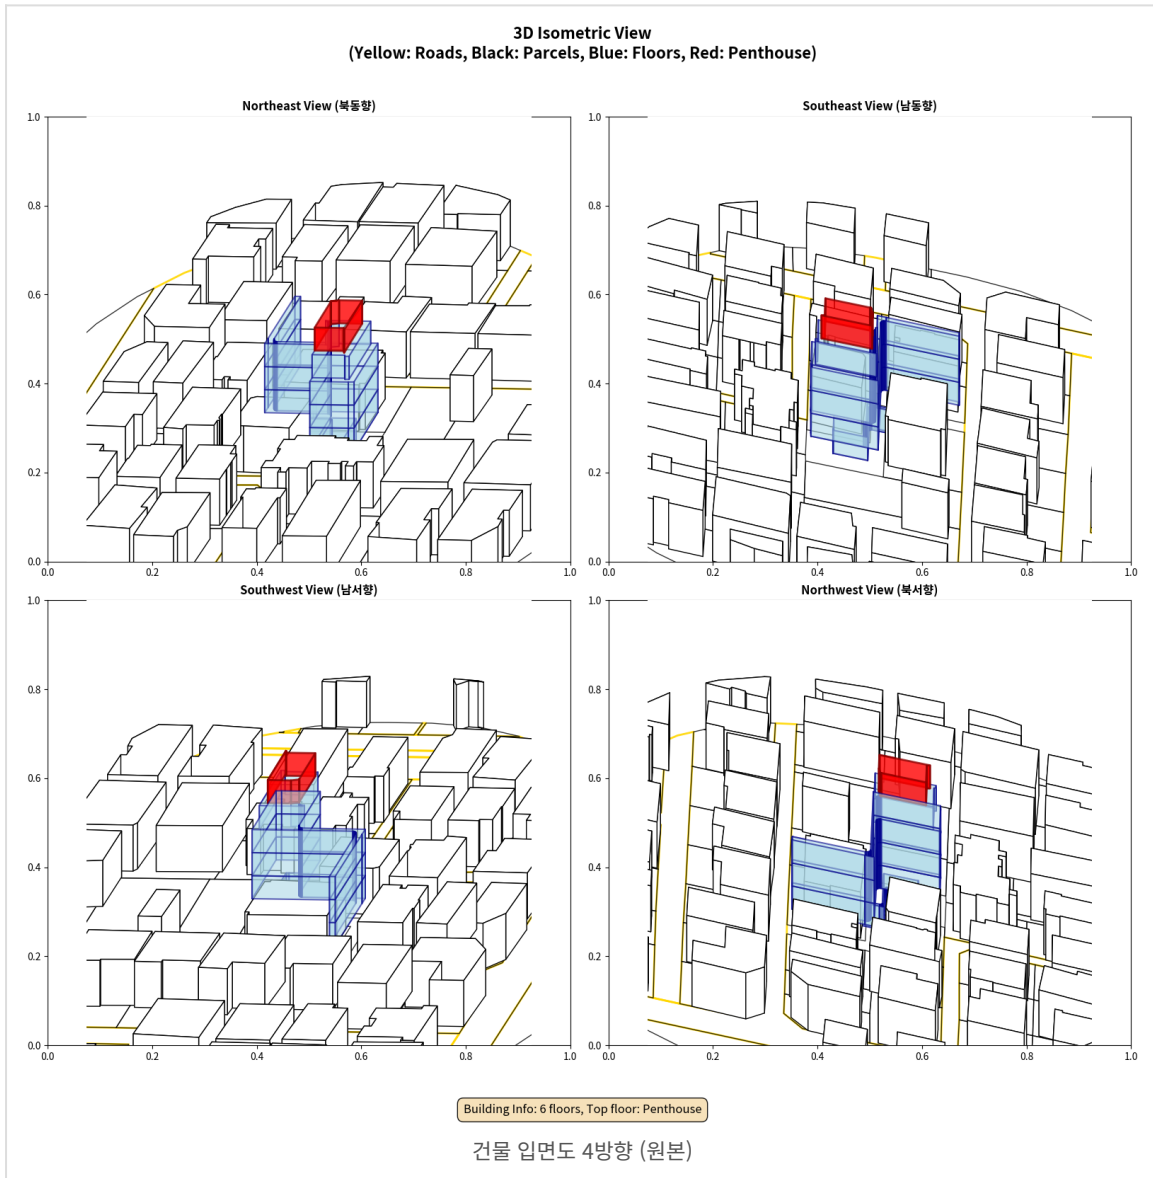 3D Isometric View
(Yellow: Roads, Black: Parcels, Blue: Floors, Red: Penthouse)
Northeast View (북동향)
1.0
0.8
0.6
0.4
0.2
0.0
0.0 0.2 0.4 0.6 0.8 1.0
Southeast View (남동향)
1.0
0.8
0.6
0.4
0.2
0.0
0.0 0.2 0.4 0.6 0.8 1.0
Southwest View (남서향)
1.0
0.8
0.6
0.4
0.2
0.0
0.0 0.2 0.4 0.6 0.8 1.0
Northwest View (북서향)
1.0
0.8
0.6
0.4
0.2
0.0
0.0 0.2 0.4 0.6 0.8 1.0
Building Info: 6 floors, Top floor: Penthouse
건물 입면도 4방향 (원본)